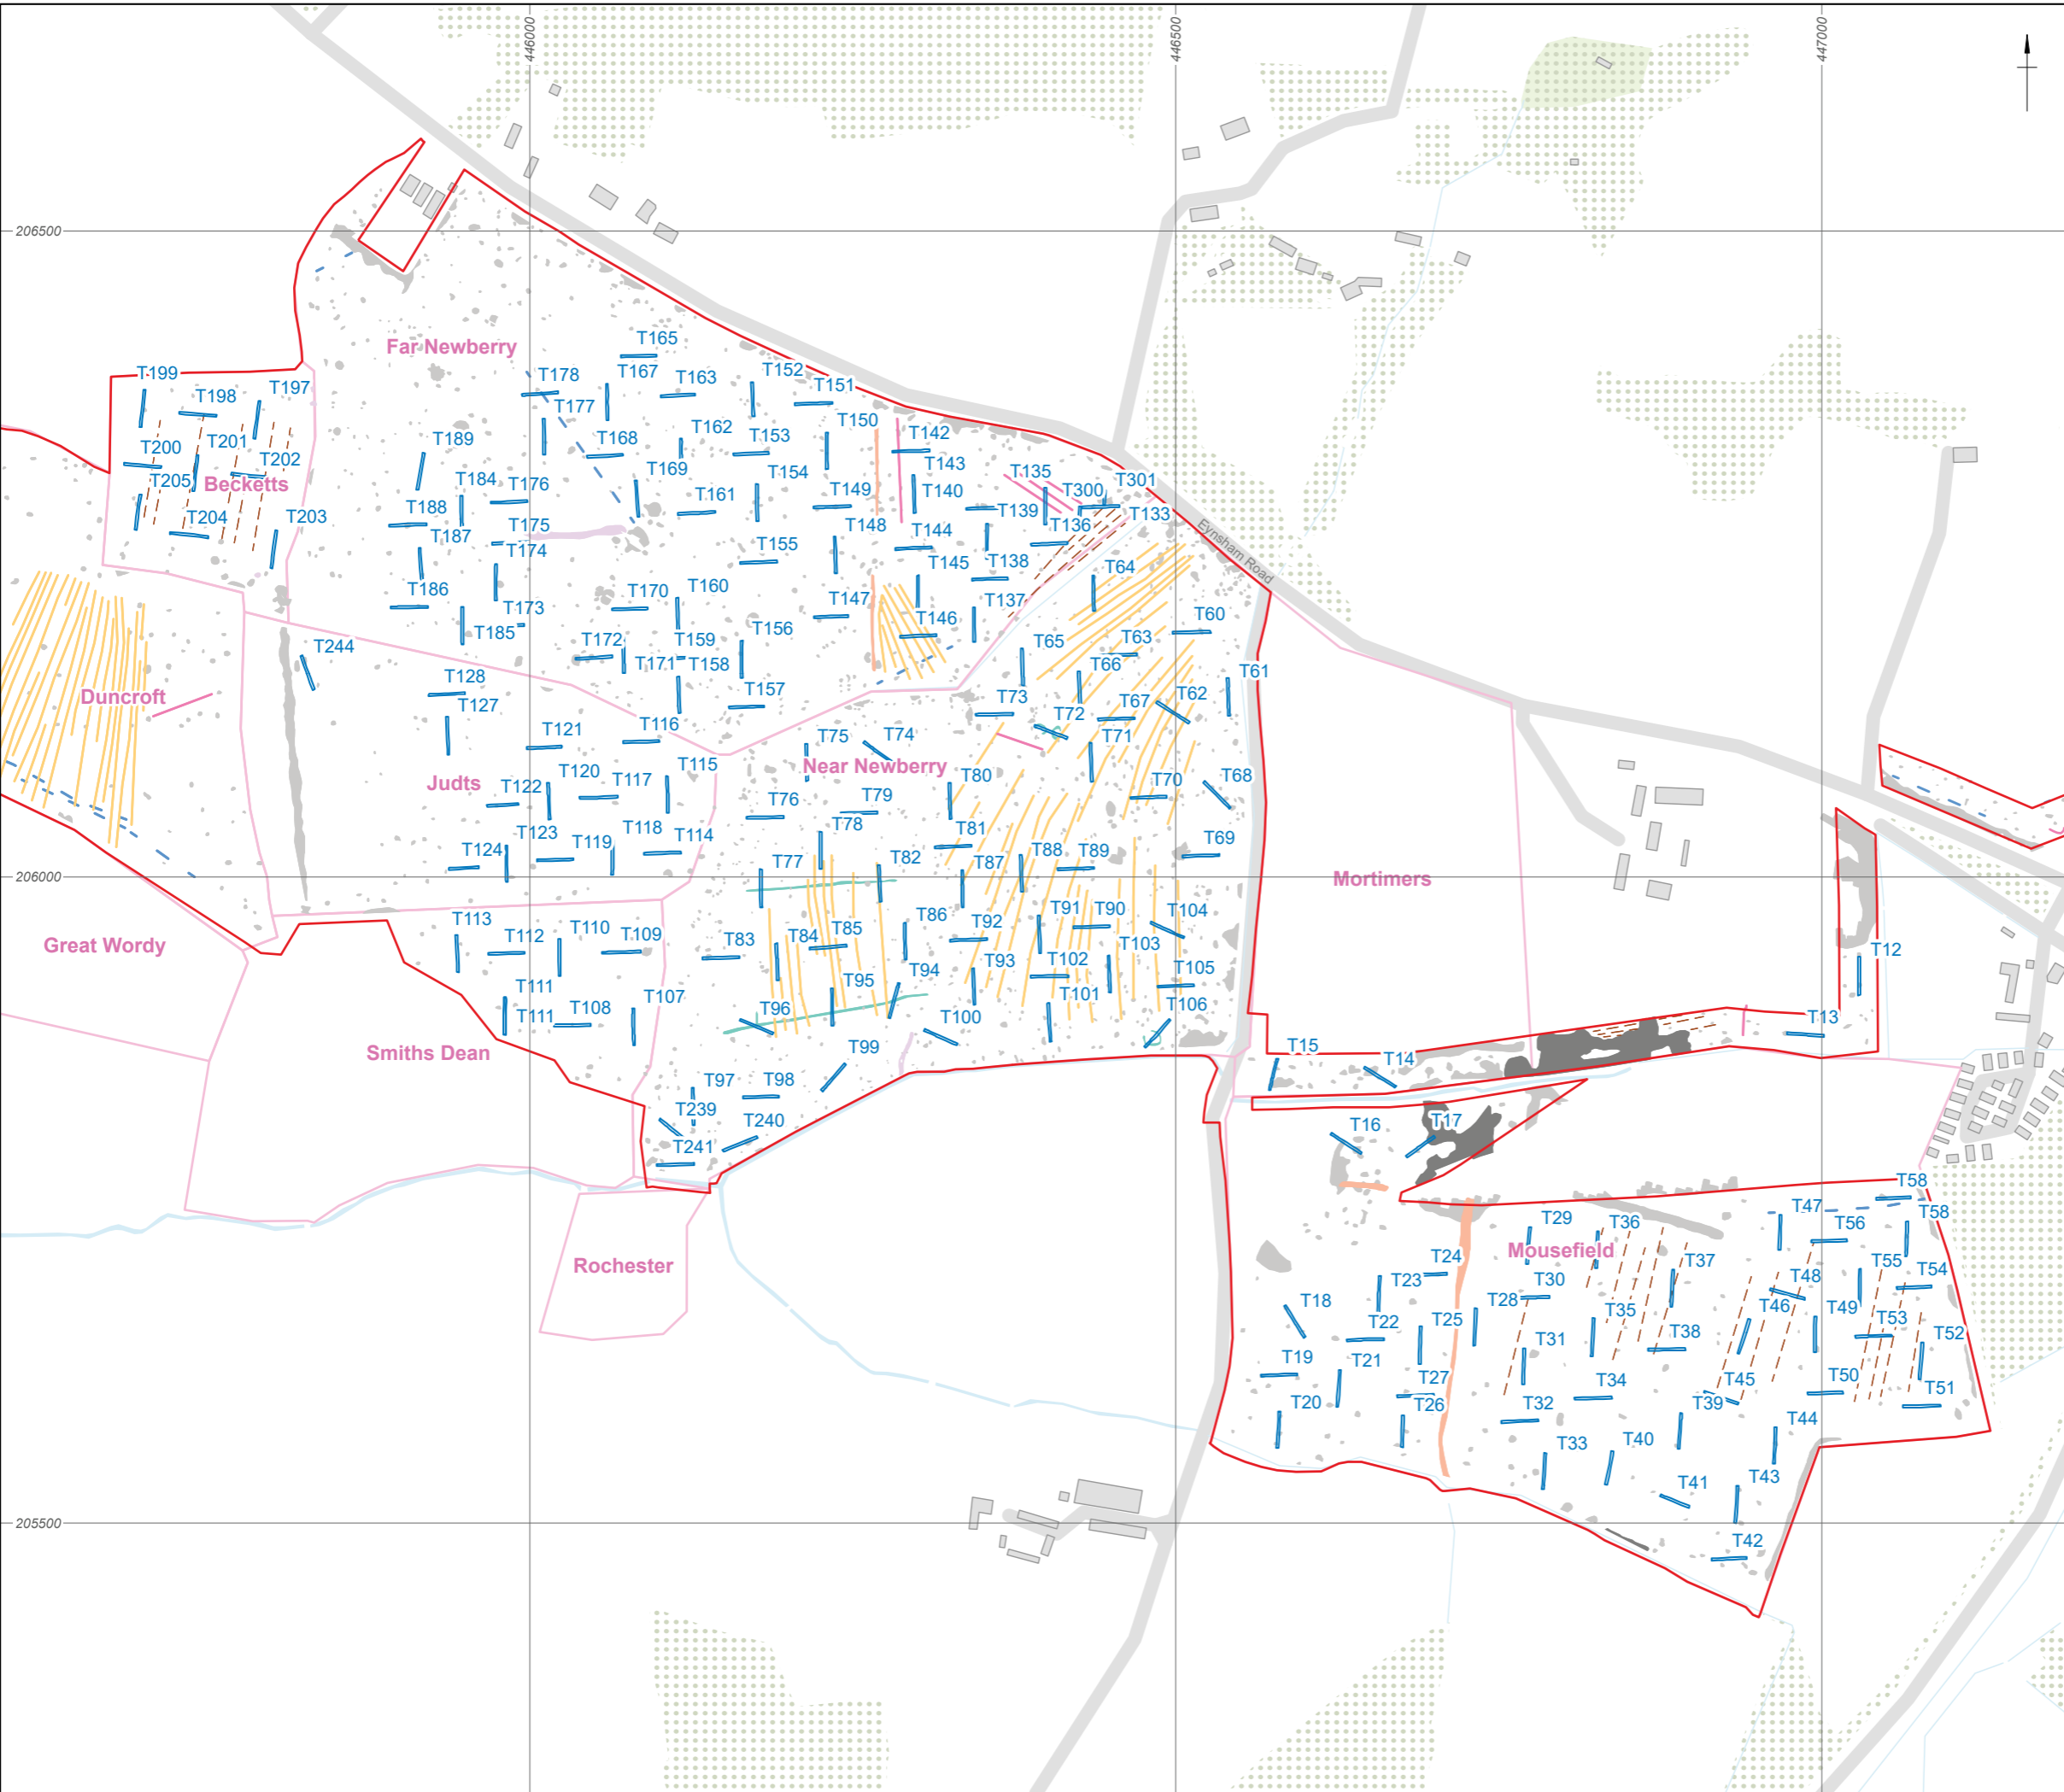 446000
446500
447000
206500
206000
205500
Eynsham Road
Far Newberry
Becketts
Duncroft
Judts
Near Newberry
Great Wordy
Smiths Dean
Rochester
Mortimers
Mousefield
T165
T152
T178
T167
T163
T151
T199
T198
T197
T177
T150
T142
T200
T201
T202
T189
T168
T162
T153
T143
T205
T184
T176
T169
T154
T135
T301
T140
T300
T188
T161
T149
T139
T133
T204
T203
T187
T175
T148
T144
T136
T174
T155
T145
T138
T64
T186
T173
T170
T160
T147
T137
T185
T146
T60
T244
T172
T159
T156
T65
T63
T171
T158
T66
T61
T128
T157
T73
T67
T62
T127
T72
T121
T116
T75
T74
T71
T122
T120
T117
T115
T80
T70
T68
T76
T79
T123
T118
T78
T81
T124
T119
T114
T77
T82
T87
T88
T89
T69
T113
T112
T110
T109
T83
T84
T85
T86
T92
T91
T90
T104
T103
T111
T111
T108
T107
T95
T94
T93
T102
T105
T96
T100
T101
T106
T97
T98
T99
T239
T240
T241
T12
T13
T15
T14
T16
T17
T58
T47
T58
T29
T36
T56
T24
T37
T55
T54
T23
T30
T48
T18
T28
T35
T46
T49
T53
T22
T25
T31
T38
T52
T19
T21
T27
T34
T45
T50
T51
T20
T26
T32
T39
T44
T33
T40
T41
T43
T42